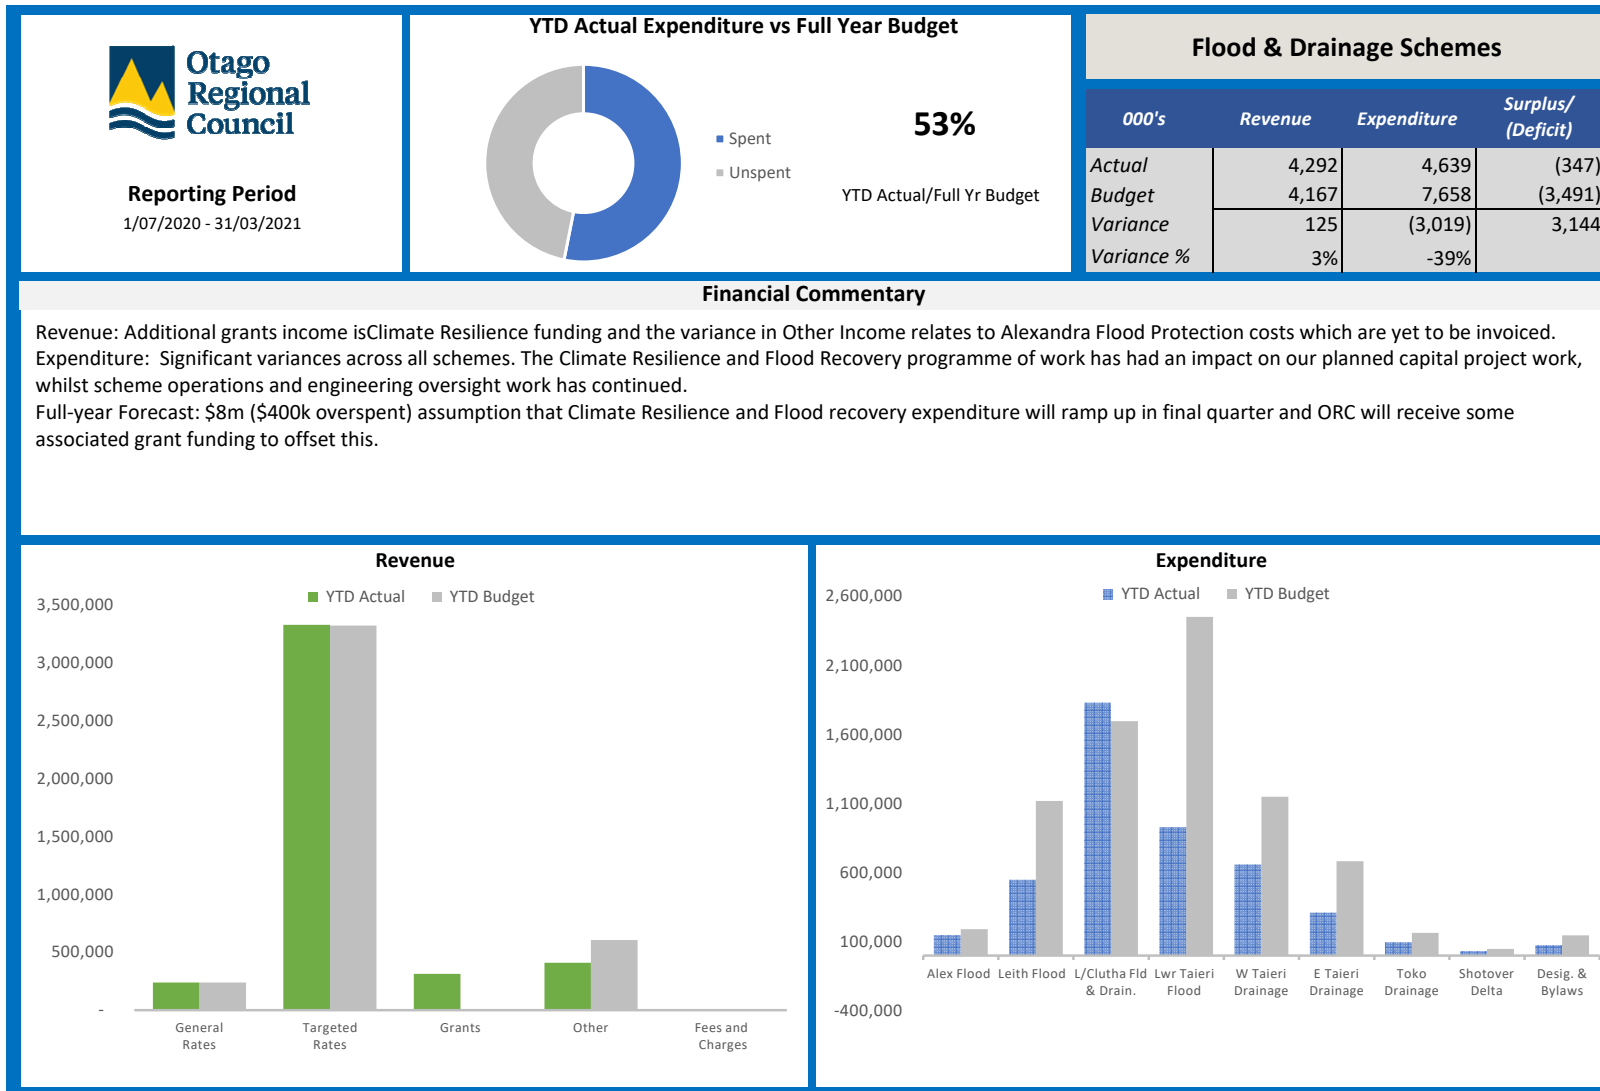 Otago
Regional
Council
Reporting Period
1/07/2020 - 31/03/2021
YTD Actual Expenditure vs Full Year Budget
Spent
Unspent
53%
YTD Actual/Full Yr Budget
Flood & Drainage Schemes
000's Revenue Expenditure Surplus/ (Deficit)
Actual 4,292 4,639 (347)
Budget 4,167 7,658 (3,491)
Variance 125 (3,019) 3,144
Variance % 3% -39%
Financial Commentary
Revenue: Additional grants income isClimate Resilience funding and the variance in Other Income relates to Alexandra Flood Protection costs which are yet to be invoiced.
Expenditure: Significant variances across all schemes. The Climate Resilience and Flood Recovery programme of work has had an impact on our planned capital project work,
whilst scheme operations and engineering oversight work has continued.
Full-year Forecast: $8m ($400k overspent) assumption that Climate Resilience and Flood recovery expenditure will ramp up in final quarter and ORC will receive some
associated grant funding to offset this.
Revenue
YTD Actual YTD Budget
3,500,000
3,000,000
2,500,000
2,000,000
1,500,000
1,000,000
500,000
-
General Rates
Targeted Rates
Grants
Other
Fees and Charges
Expenditure
YTD Actual YTD Budget
2,600,000
2,100,000
1,600,000
1,100,000
600,000
100,000
-400,000
Alex Flood
Leith Flood
L/Clutha Fld & Drain.
Lwr Taieri Flood
W Taieri Drainage
E Taieri Drainage
Toko Drainage
Shotover Delta
Desig. & Bylaws